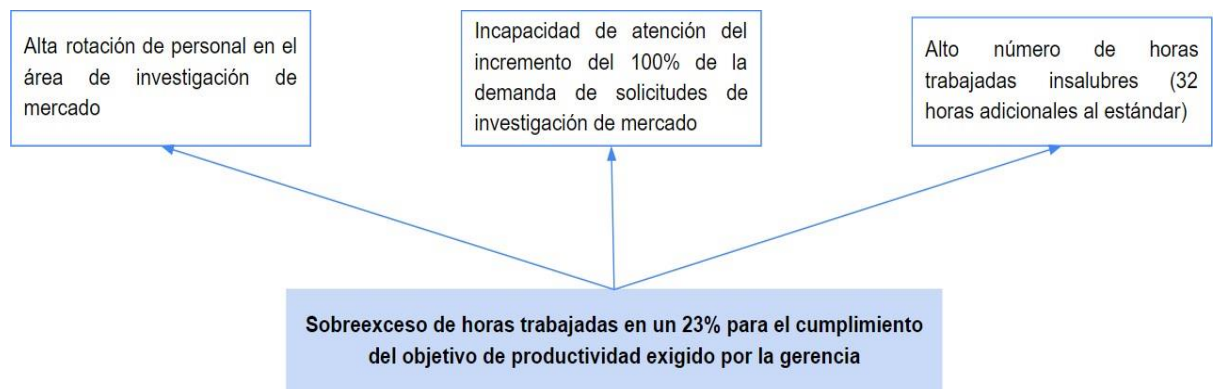 Alta rotación de personal en el
área de investigación de
mercado
Incapacidad de atención del
incremento del 100% de la
demanda de solicitudes de
investigación de mercado
Alto número de horas
trabajadas insalubres (32
horas adicionales al estándar)
Sobreexceso de horas trabajadas en un 23% para el cumplimiento
del objetivo de productividad exigido por la gerencia